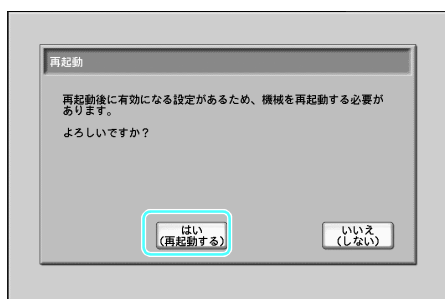 再起動
再起動後に有効になる設定があるため、機械を再起動する必要が
あります。
よろしいですか？
はい
(再起動する)
いいえ
(しない)